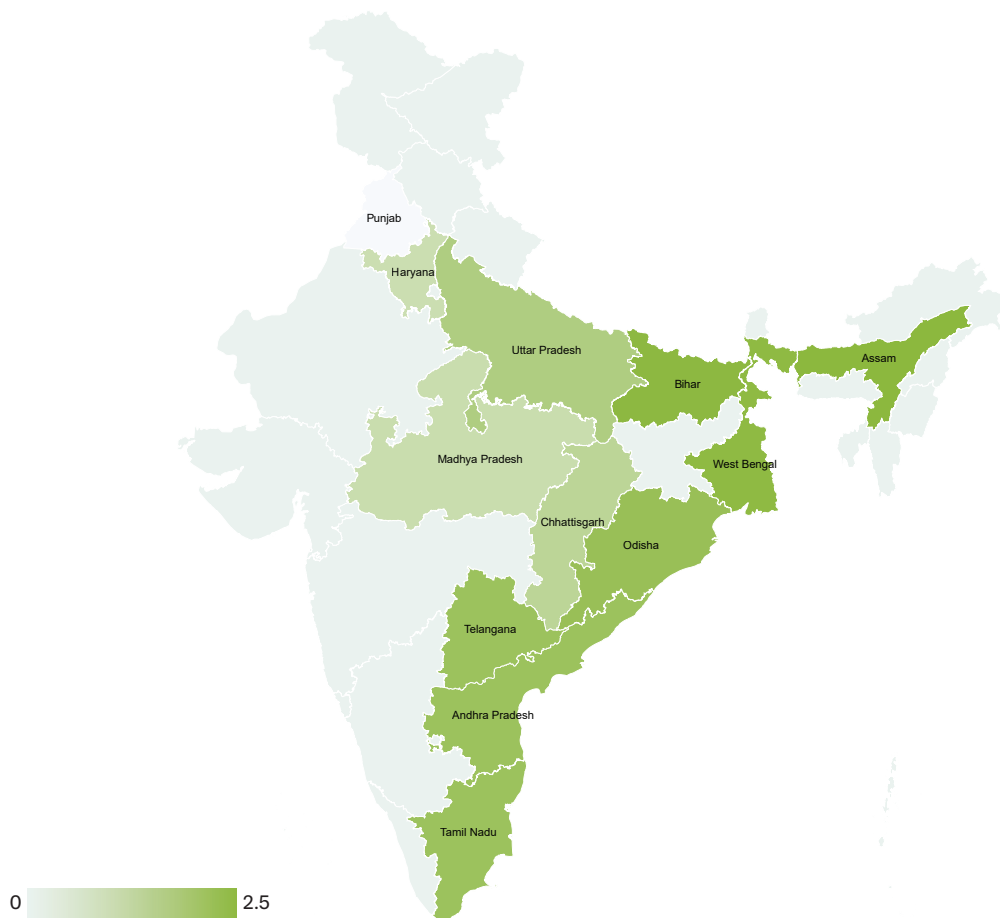 Punjab
Haryana
Uttar Pradesh
Assam
Bihar
Madhya Pradesh
West Bengal
Chhattisgarh
Odisha
Telangana
Andhra Pradesh
Tamil Nadu
0 2.5